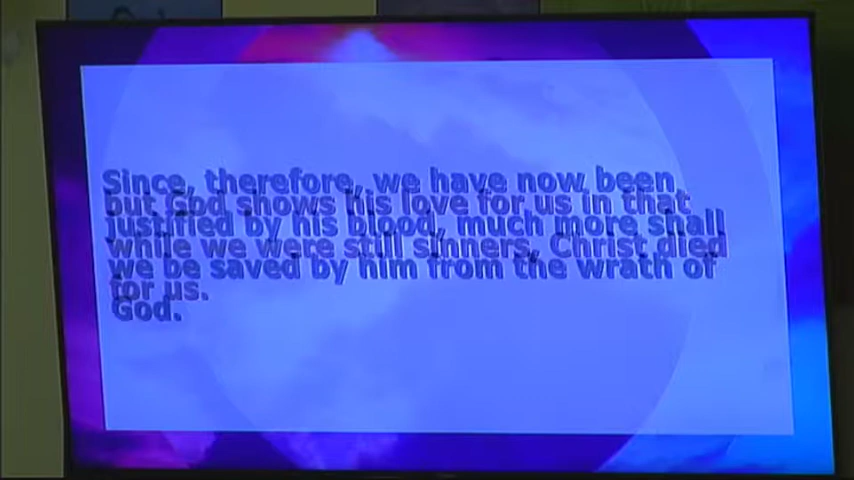 Since, therefore, we have now been
but God shows his love for us in that
justified by his blood, much more shall
while we were still sinners, Christ died
we be saved by him from the wrath of
for us.
God.